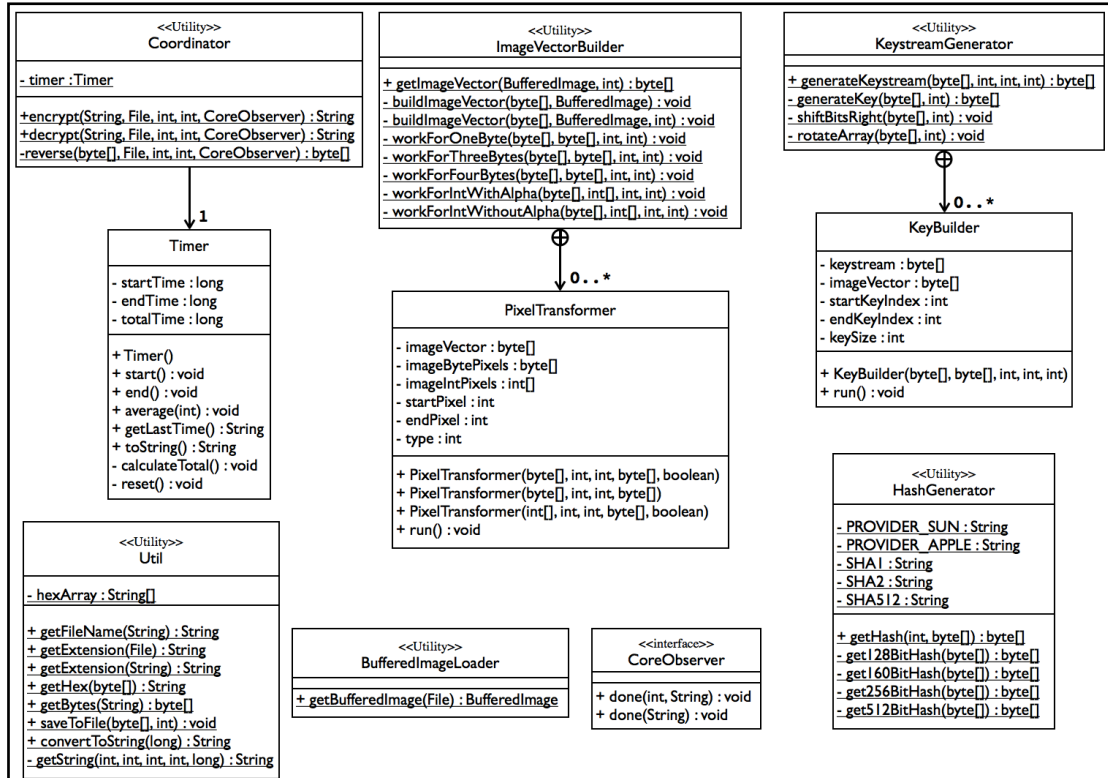 <<Utility>>
Coordinator
- timer : Timer
+encrypt(String, File, int, int, CoreObserver) : String
+decrypt(String, File, int, int, CoreObserver) : String
-reverse(byte[], File, int, int, CoreObserver) : byte[]
1
Timer
- startTime : long
- endTime : long
- totalTime : long
+ Timer()
+ start() : void
+ end() : void
+ average(int) : void
+ getLastTime() : String
+ toString() : String
- calculateTotal() : void
- reset() : void
<<Utility>>
Util
- hexArray : String[]
+ getFileName(String) : String
+ getExtension(File) : String
+ getExtension(String) : String
+ getHex(byte[]) : String
+ getBytes(String) : byte[]
+ saveToFile(byte[], int) : void
+ convertToString(long) : String
- getString(int, int, int, int, long) : String
<<Utility>>
ImageVectorBuilder
+ getImageVector(BufferedImage, int) : byte[]
- buildImageVector(byte[], BufferedImage) : void
- buildImageVector(byte[], BufferedImage, int) : void
- workForOneByte(byte[], byte[], int, int) : void
- workForThreeBytes(byte[], byte[], int, int) : void
- workForFourBytes(byte[], byte[], int, int) : void
- workForIntWithAlpha(byte[], int[], int, int) : void
- workForIntWithoutAlpha(byte[], int[], int, int) : void
0..*
PixelTransformer
- imageVector : byte[]
- imageBytePixels : byte[]
- imageIntPixels : int[]
- startPixel : int
- endPixel : int
- type : int
+ PixelTransformer(byte[], int, int, byte[], boolean)
+ PixelTransformer(byte[], int, int, byte[])
+ PixelTransformer(int[], int, int, byte[], boolean)
+ run() : void
<<Utility>>
BufferedImageLoader
+ getBufferedImage(File) : BufferedImage
<<interface>>
CoreObserver
+ done(int, String) : void
+ done(String) : void
<<Utility>>
KeystreamGenerator
+ generateKeystream(byte[], int, int, int) : byte[]
- generateKey(byte[], int) : byte[]
- shiftBitsRight(byte[], int) : void
- rotateArray(byte[], int) : void
0..*
KeyBuilder
- keystream : byte[]
- imageVector : byte[]
- startKeyIndex : int
- endKeyIndex : int
- keySize : int
+ KeyBuilder(byte[], byte[], int, int, int)
+ run() : void
<<Utility>>
HashGenerator
- PROVIDER_SUN : String
- PROVIDER_APPLE : String
- SHA1 : String
- SHA2 : String
- SHA512 : String
+ getHash(int, byte[]) : byte[]
- get128BitHash(byte[]) : byte[]
- get160BitHash(byte[]) : byte[]
- get256BitHash(byte[]) : byte[]
- get512BitHash(byte[]) : byte[]